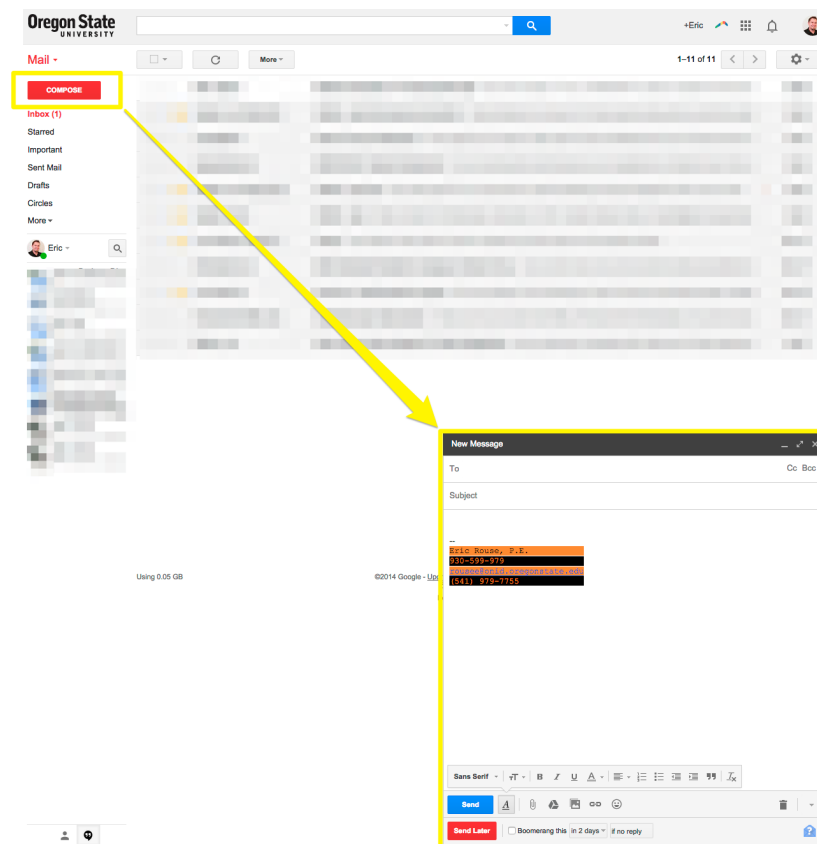 Oregon State
UNIVERSITY
+Eric
Mail
More
1–11 of 11
COMPOSE
Inbox (1)
Starred
Important
Sent Mail
Drafts
Circles
More
Eric
New Message
To
Cc Bcc
Subject
--
Eric Rouse, P.E.
930-599-979
rousee@onid.oregonstate.edu
(541) 979-7755
Using 0.05 GB
©2014 Google -
Sans Serif
B I U A
Send
A
Send Later
Boomerang this in 2 days if no reply
?